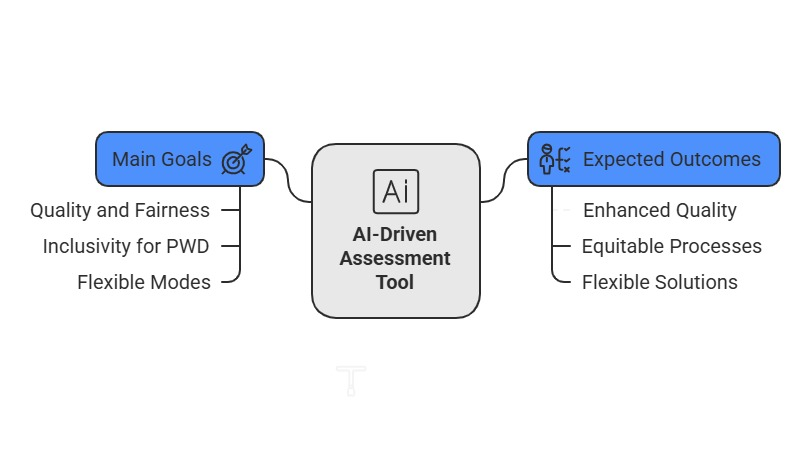 Main Goals
Quality and Fairness
Inclusivity for PWD
Flexible Modes
Ai
AI-Driven
Assessment
Tool
Expected Outcomes
Enhanced Quality
Equitable Processes
Flexible Solutions